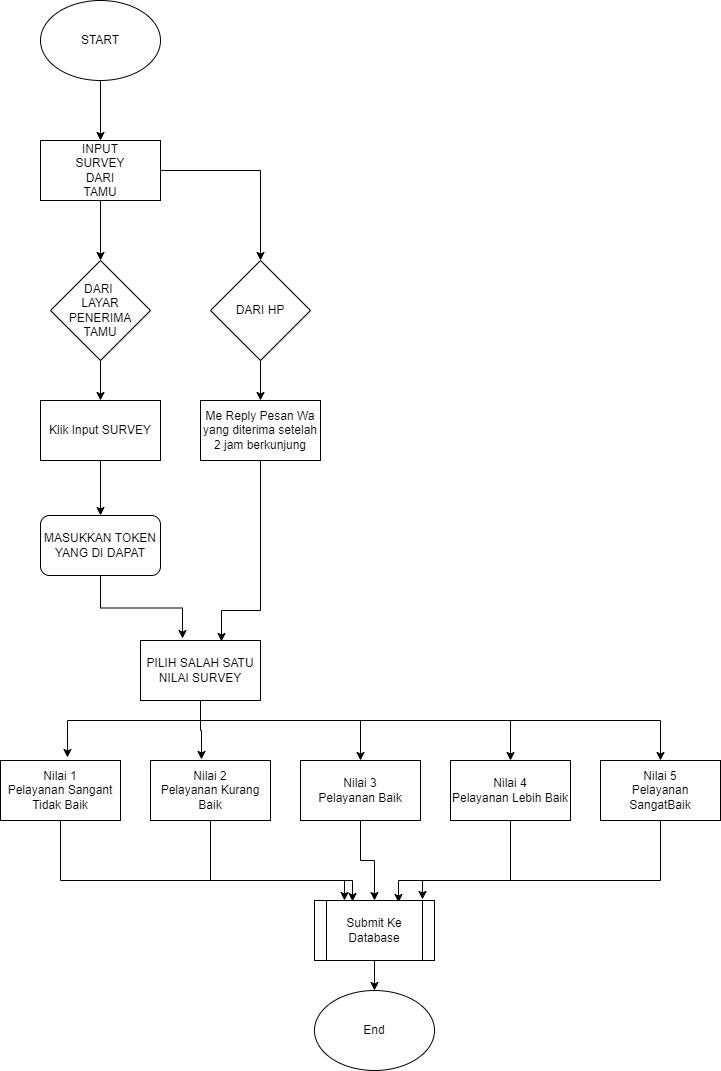 START
INPUT
SURVEY
DARI
TAMU
DARI
LAYAR
PENERIMA
TAMU
DARI HP
Klik Input SURVEY
Me Reply Pesan Wa
yang diterima setelah
2 jam berkunjung
MASUKKAN TOKEN
YANG DI DAPAT
PILIH SALAH SATU
NILAI SURVEY
Nilai 1
Pelayanan Sangant
Tidak Baik
Nilai 2
Pelayanan Kurang
Baik
Nilai 3
Pelayanan Baik
Nilai 4
Pelayanan Lebih Baik
Nilai 5
Pelayanan
SangatBaik
Submit Ke
Database
End